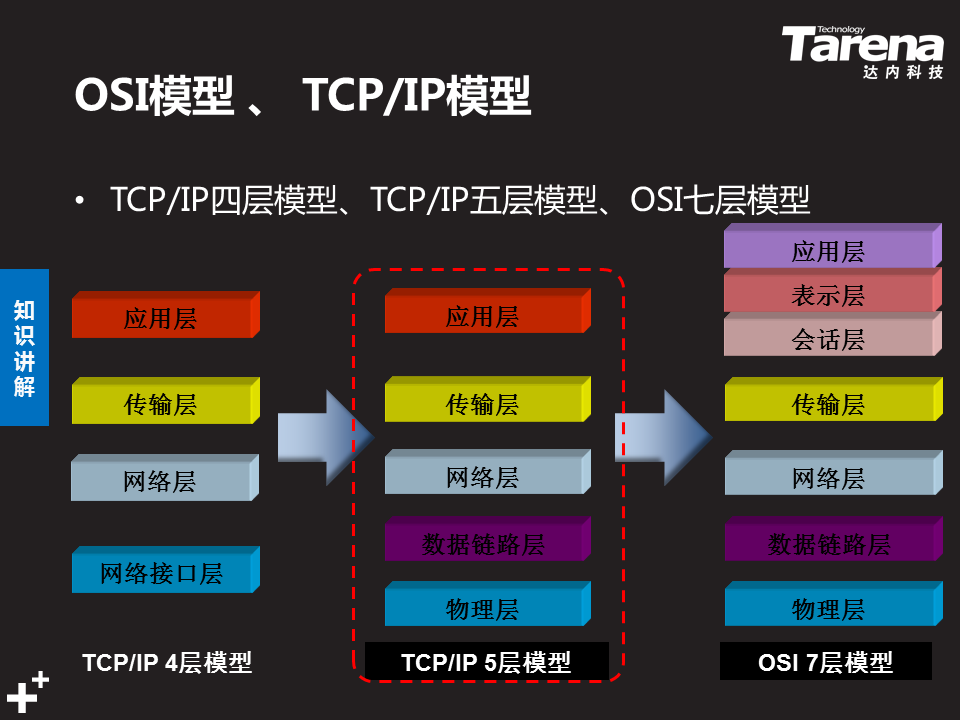 Technology
Tarena
达内科技
OSI模型 、 TCP/IP模型
• TCP/IP四层模型、TCP/IP五层模型、OSI七层模型
知识讲解
应用层
传输层
网络层
网络接口层
TCP/IP 4层模型
应用层
传输层
网络层
数据链路层
物理层
TCP/IP 5层模型
应用层
表示层
会话层
传输层
网络层
数据链路层
物理层
OSI 7层模型